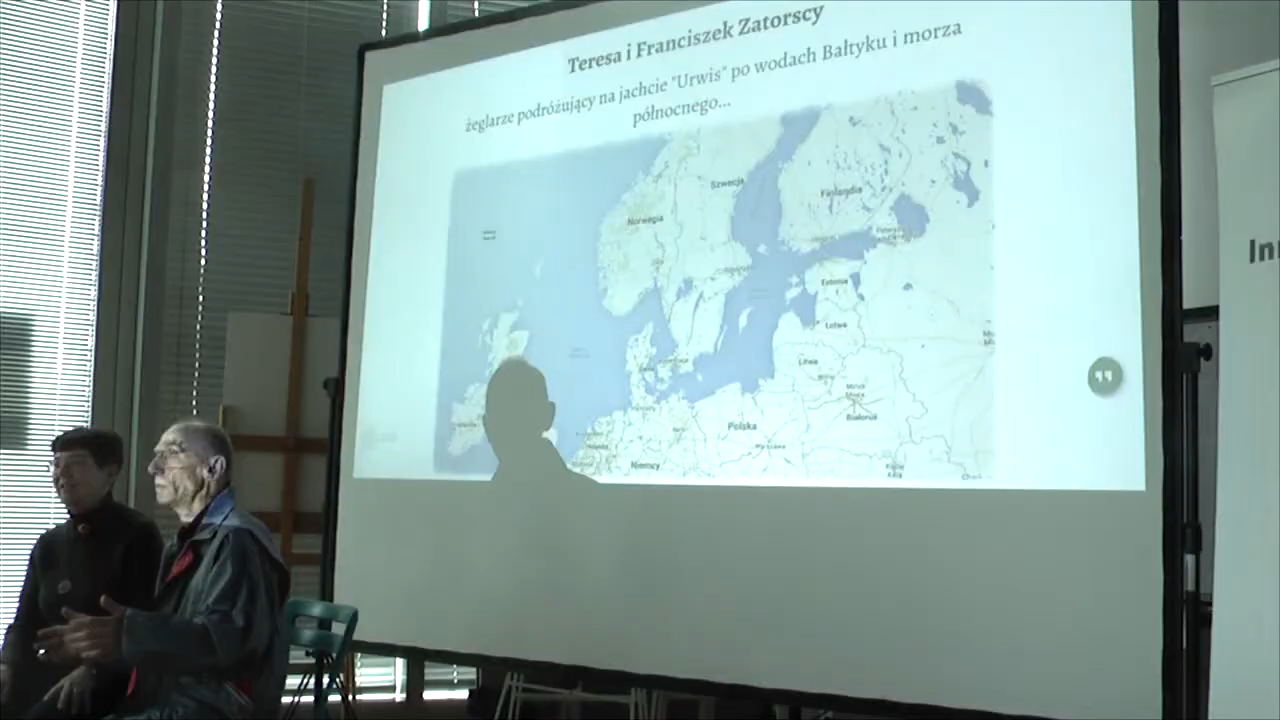 Teresa i Franciszek Zatorscy
żeglarze podróżujący na jachcie "Urwis" po wodach Bałtyku i morza
północnego...
Szwecja
Finlandia
Norwegia
Estonia
Łotwa
Litwa
Białoruś
Polska
Niemcy
In